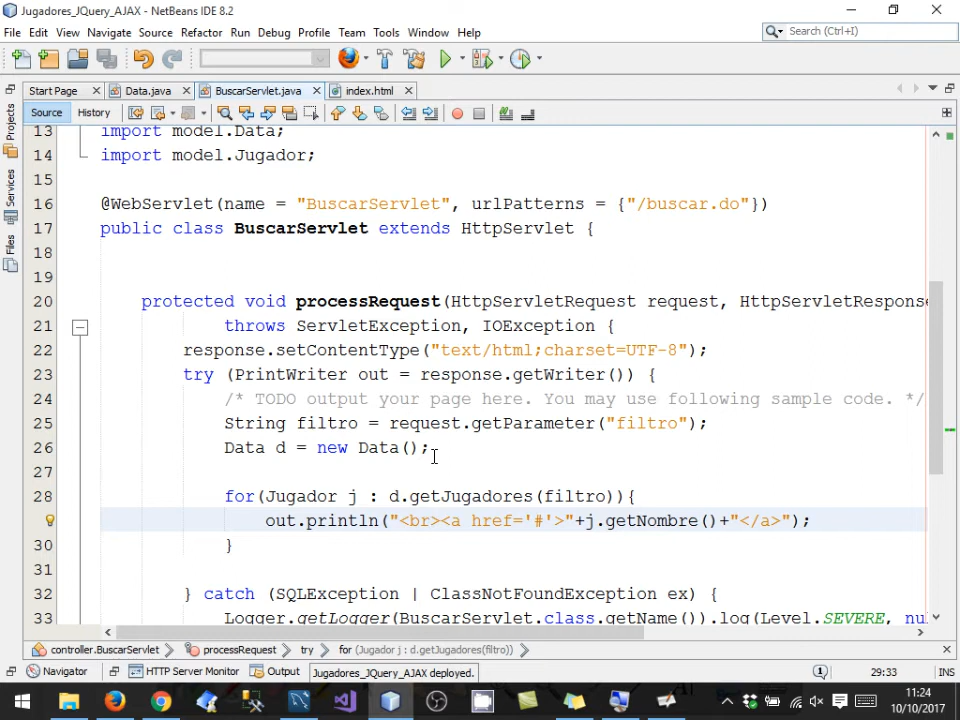 Jugadores_JQuery_AJAX - NetBeans IDE 8.2
File Edit View Navigate Source Refactor Run Debug Profile Team Tools Window Help
Search (Ctrl+I)
Start Page Data.java BuscarServlet.java index.html
Source History
Projects
Services
Files
13 import model.Data;
14 import model.Jugador;
15
16 @WebServlet(name = "BuscarServlet", urlPatterns = {"/buscar.do"})
17 public class BuscarServlet extends HttpServlet {
18
19
20 protected void processRequest(HttpServletRequest request, HttpServletResponse
21 throws ServletException, IOException {
22 response.setContentType("text/html;charset=UTF-8");
23 try (PrintWriter out = response.getWriter()) {
24 /* TODO output your page here. You may use following sample code. */
25 String filtro = request.getParameter("filtro");
26 Data d = new Data();
27
28 for(Jugador j : d.getJugadores(filtro)){
out.println("<br><a href='#'>"+j.getNombre()+"</a>");
30 }
31
32 } catch (SQLException | ClassNotFoundException ex) {
33 Logger.getLogger(BuscarServlet.class.getName()).log(Level.SEVERE, nu
controller.BuscarServlet processRequest try for (Jugador j : d.getJugadores(filtro))
Navigator HTTP Server Monitor Output Jugadores_JQuery_AJAX deployed. 29:33 INS
11:24
10/10/2017